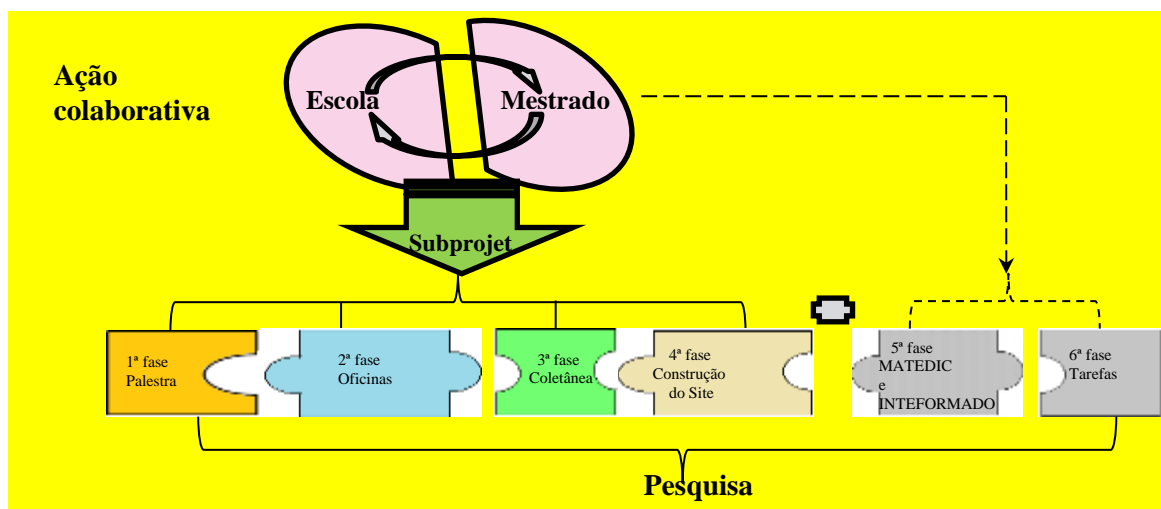 Ação
colaborativa
Escola
Mestrado
Subprojet
1ª fase
Palestra
2ª fase
Oficinas
3ª fase
Coletânea
4ª fase
Construção
do Site
5ª fase
MATEDIC
e
INTEFORMADO
6ª fase
Tarefas
Pesquisa